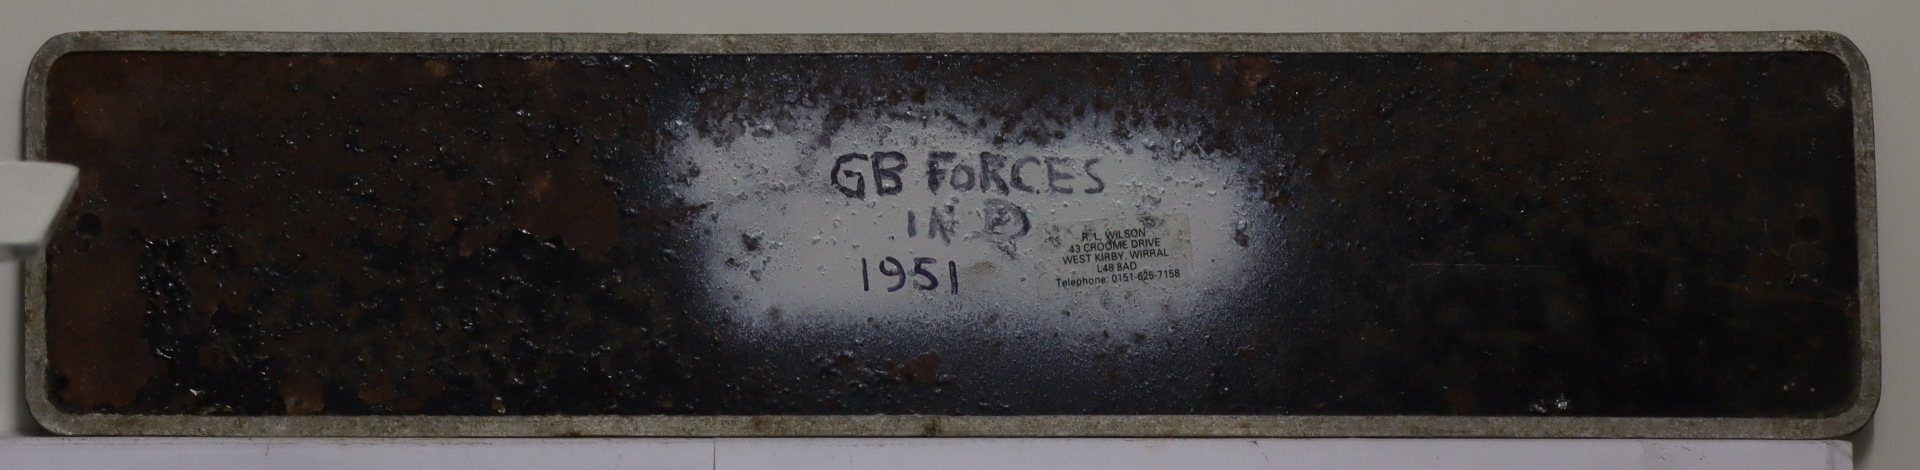 GB FORCES
IN D
1951
R. L. WILSON
43 CROOME DRIVE
WEST KIRBY, WIRRAL
L48 8AD
Telephone: 0151-625-7158